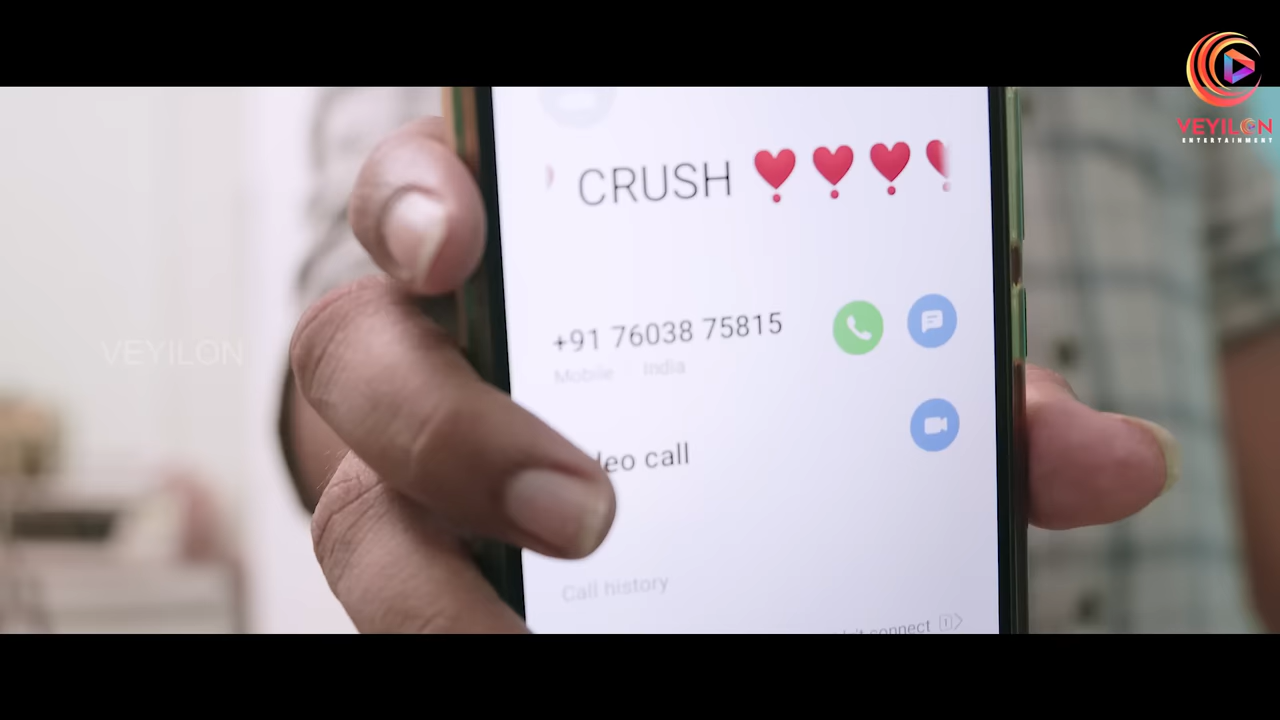 VEYILON
ENTERTAINMENT
CRUSH ❣❣❣
+91 76038 75815
Mobile India
VEYILON
call
Call history
connect